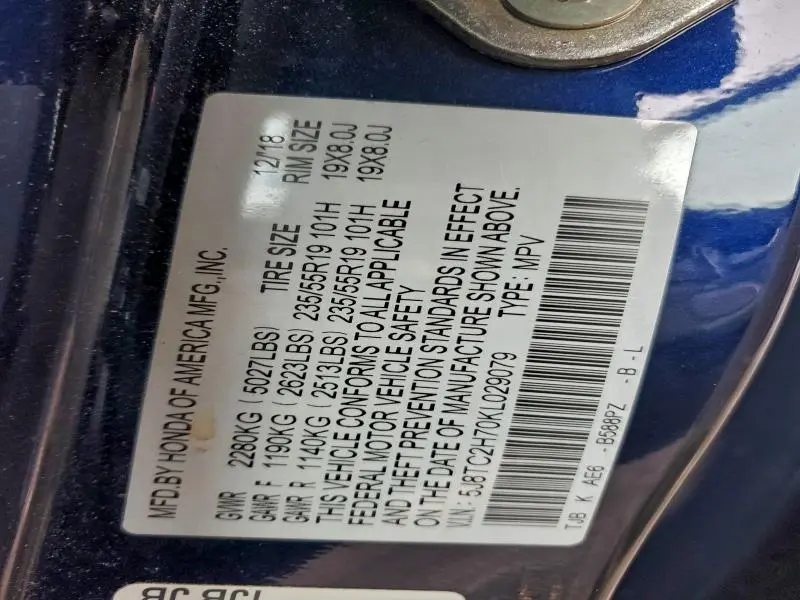 MFD.BY HONDA OF AMERICA MFG.,INC. 12/18
GVWR 2280KG (5027LBS) TIRE SIZE RIM SIZE
GAWR F 1190KG (2623LBS) 235/55R19 101H 19X8.0J
GAWR R 1140KG (2513LBS) 235/55R19 101H 19X8.0J
THIS VEHICLE CONFORMS TO ALL APPLICABLE
FEDERAL MOTOR VEHICLE SAFETY
AND THEFT PREVENTION STANDARDS IN EFFECT
ON THE DATE OF MANUFACTURE SHOWN ABOVE.
V.I.N.: 5J8TC2H70KL029079 TYPE: MPV
TJB K AE6 -B588PZ -B-L